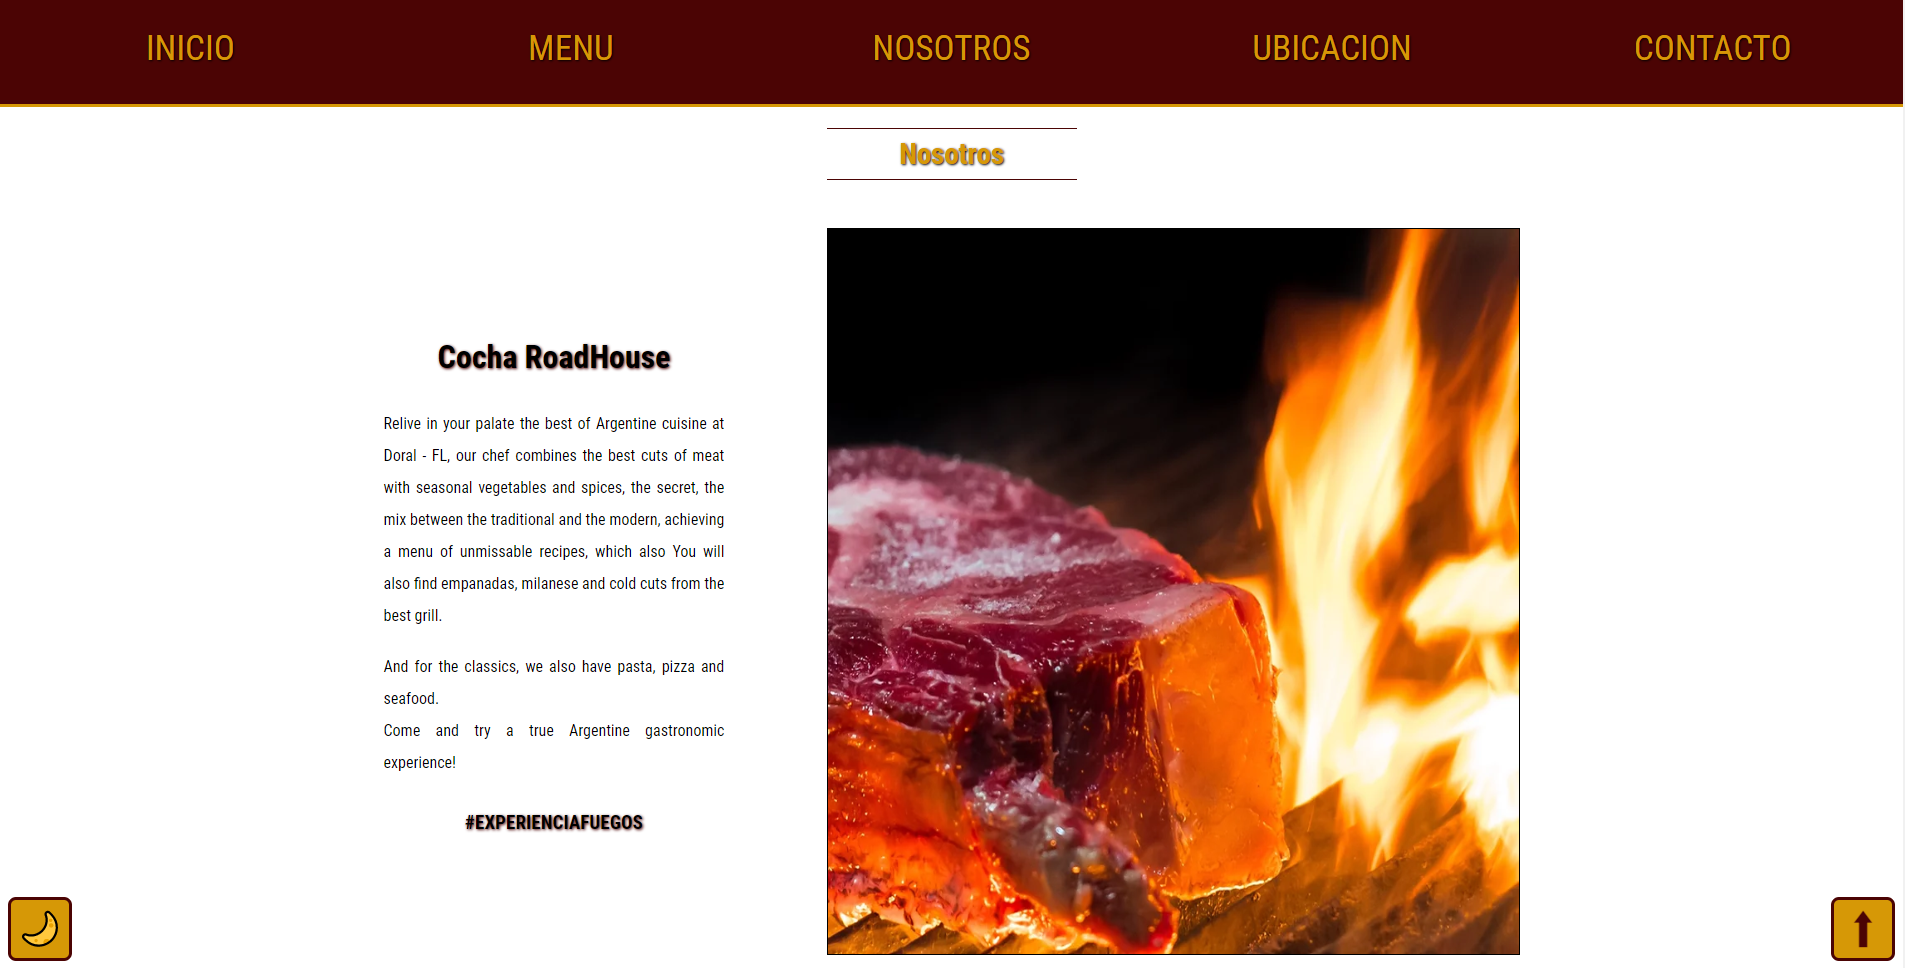 INICIO
MENU
NOSOTROS
UBICACION
CONTACTO
Nosotros
Cocha RoadHouse
Relive in your palate the best of Argentine cuisine at
Doral - FL, our chef combines the best cuts of meat
with seasonal vegetables and spices, the secret, the
mix between the traditional and the modern, achieving
a menu of unmissable recipes, which also You will
also find empanadas, milanese and cold cuts from the
best grill.
And for the classics, we also have pasta, pizza and
seafood.
Come and try a true Argentine gastronomic
experience!
#EXPERIENCIAFUEGOS